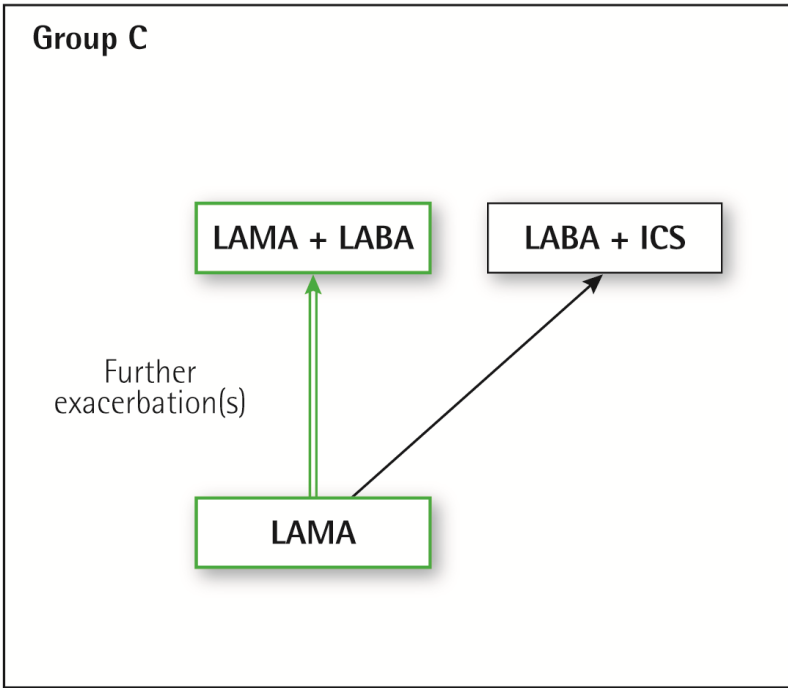 Group C
LAMA + LABA
LABA + ICS
Further
exacerbation(s)
LAMA